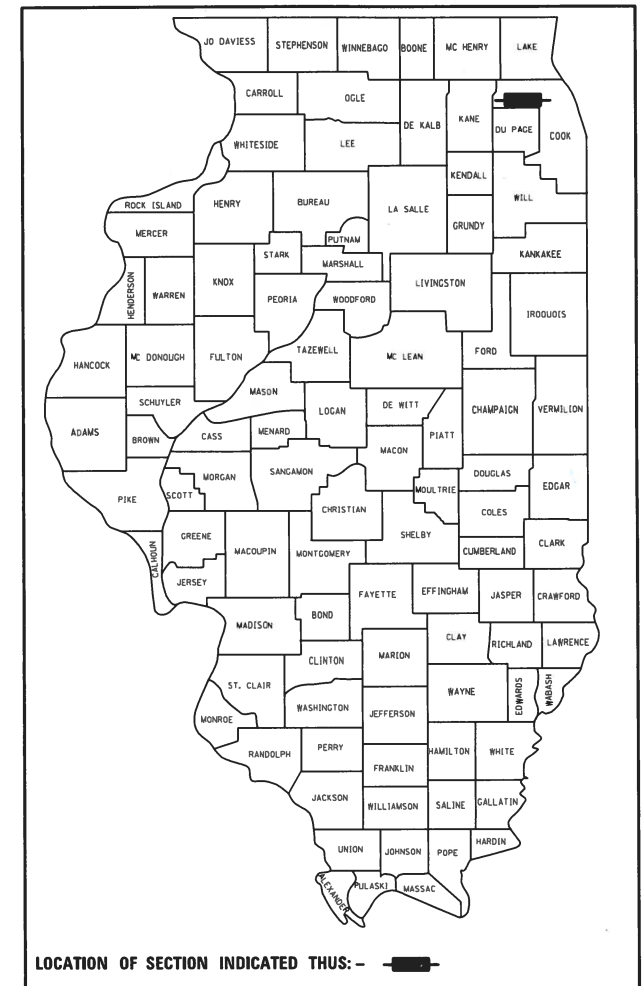 JO DAVIESS STEPHENSON WINNEBAGO BOONE MC HENRY LAKE
CARROLL OGLE DE KALB KANE DU PAGE COOK
WHITESIDE LEE
KENDALL
ROCK ISLAND HENRY BUREAU LA SALLE GRUNDY WILL
MERCER PUTNAM
STARK MARSHALL KANKAKEE
HENDERSON WARREN KNOX PEORIA WOODFORD LIVINGSTON IROQUOIS
HANCOCK MC DONOUGH FULTON TAZEWELL MC LEAN FORD
MASON
SCHUYLER LOGAN DE WITT CHAMPAIGN VERMILION
ADAMS BROWN CASS MENARD MACON PIATT
MORGAN SANGAMON DOUGLAS EDGAR
PIKE SCOTT CHRISTIAN MOULTRIE COLES
GREENE MACOUPIN MONTGOMERY SHELBY
CALHOUN CUMBERLAND CLARK
JERSEY FAYETTE EFFINGHAM JASPER CRAWFORD
MADISON BOND
CLINTON MARION CLAY RICHLAND LAWRENCE
ST. CLAIR WAYNE EDWARDS WABASH
MONROE WASHINGTON JEFFERSON
RANDOLPH PERRY HAMILTON WHITE
FRANKLIN
JACKSON WILLIAMSON SALINE GALLATIN
UNION JOHNSON POPE HARDIN
ALEXANDER PULASKI MASSAC
LOCATION OF SECTION INDICATED THUS: -